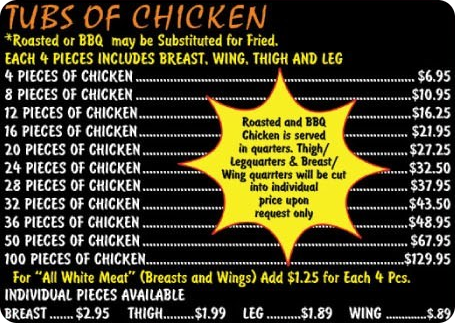 TUBS OF CHICKEN
*Roasted or BBQ may be Substituted for Fried.
EACH 4 PIECES INCLUDES BREAST, WING, THIGH AND LEG
4 PIECES OF CHICKEN $6.95
8 PIECES OF CHICKEN $10.95
12 PIECES OF CHICKEN $16.25
16 PIECES OF CHICKEN $21.95
20 PIECES OF CHICKEN $27.25
24 PIECES OF CHICKEN $32.50
28 PIECES OF CHICKEN $37.95
32 PIECES OF CHICKEN $43.50
36 PIECES OF CHICKEN $48.95
50 PIECES OF CHICKEN $67.95
100 PIECES OF CHICKEN $129.95
Roasted and BBQ
Chicken is served
in quarters. Thigh/
Legquarters & Breast/
Wing quarrters will be cut
into individual
price upon
request only
For "All White Meat" (Breasts and Wings) Add $1.25 for Each 4 Pcs.
INDIVIDUAL PIECES AVAILABLE
BREAST ....... $2.95 THIGH........$1.99 LEG .........$1.89 WING ...........$.89